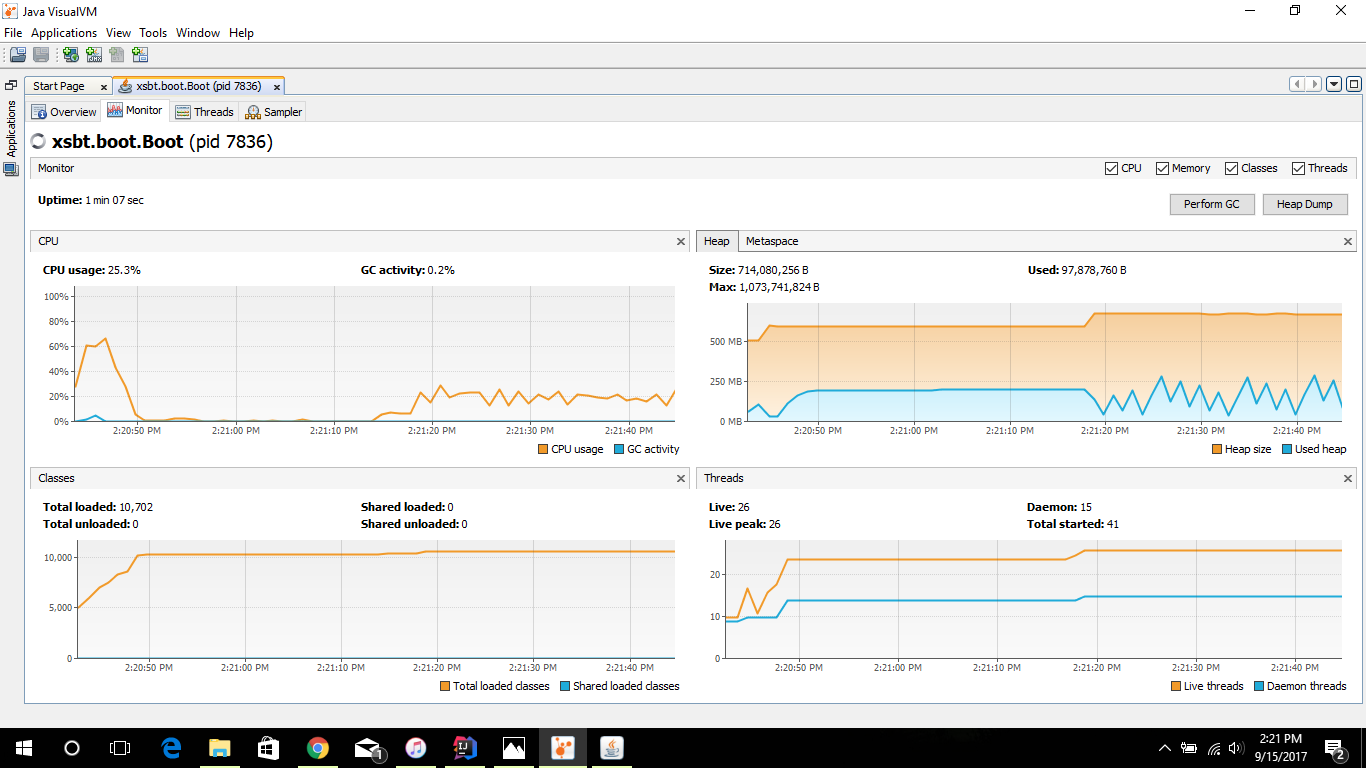 Java VisualVM
File Applications View Tools Window Help
Start Page
xsbt.boot.Boot (pid 7836)
Applications
Overview Monitor Threads Sampler
xsbt.boot.Boot (pid 7836)
Monitor
CPU Memory Classes Threads
Uptime: 1 min 07 sec
Perform GC Heap Dump
CPU
CPU usage: 25.3% GC activity: 0.2%
100%
80%
60%
40%
20%
0%
2:20:50 PM 2:21:00 PM 2:21:10 PM 2:21:20 PM 2:21:30 PM 2:21:40 PM
CPU usage GC activity
Heap Metaspace
Size: 714,080,256 B Used: 97,878,760 B
Max: 1,073,741,824 B
500 MB
250 MB
0 MB
2:20:50 PM 2:21:00 PM 2:21:10 PM 2:21:20 PM 2:21:30 PM 2:21:40 PM
Heap size Used heap
Classes
Total loaded: 10,702 Shared loaded: 0
Total unloaded: 0 Shared unloaded: 0
10,000
5,000
0
2:20:50 PM 2:21:00 PM 2:21:10 PM 2:21:20 PM 2:21:30 PM 2:21:40 PM
Total loaded classes Shared loaded classes
Threads
Live: 26 Daemon: 15
Live peak: 26 Total started: 41
20
10
0
2:20:50 PM 2:21:00 PM 2:21:10 PM 2:21:20 PM 2:21:30 PM 2:21:40 PM
Live threads Daemon threads
1
IJ
2:21 PM
9/15/2017
2